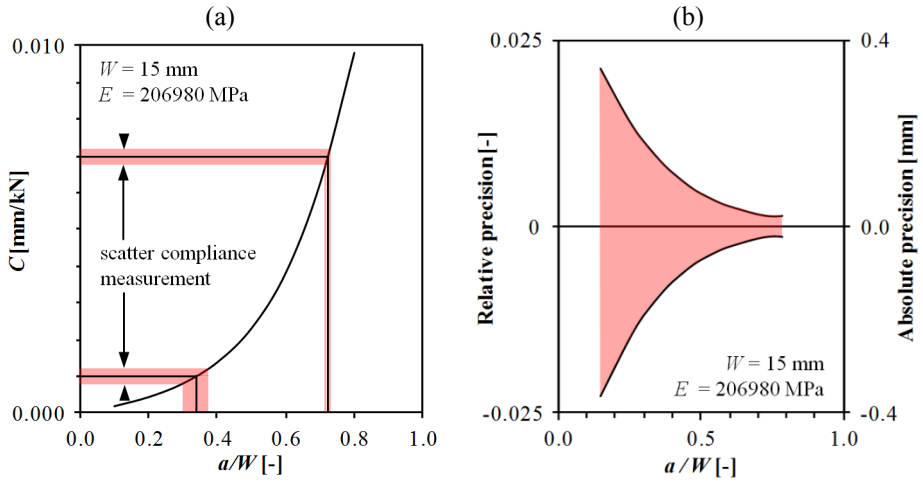 (a)
0.010
W = 15 mm
E = 206980 MPa
C [mm/kN]
scatter compliance
measurement
0.000
0.0 0.2 0.4 0.6 0.8 1.0
a/W [-]
(b)
0.025 0.4
Relative precision [-]
0 0.0
Absolute precision [mm]
W = 15 mm
E = 206980 MPa
-0.025 -0.4
0.0 0.5 1.0
a / W [-]